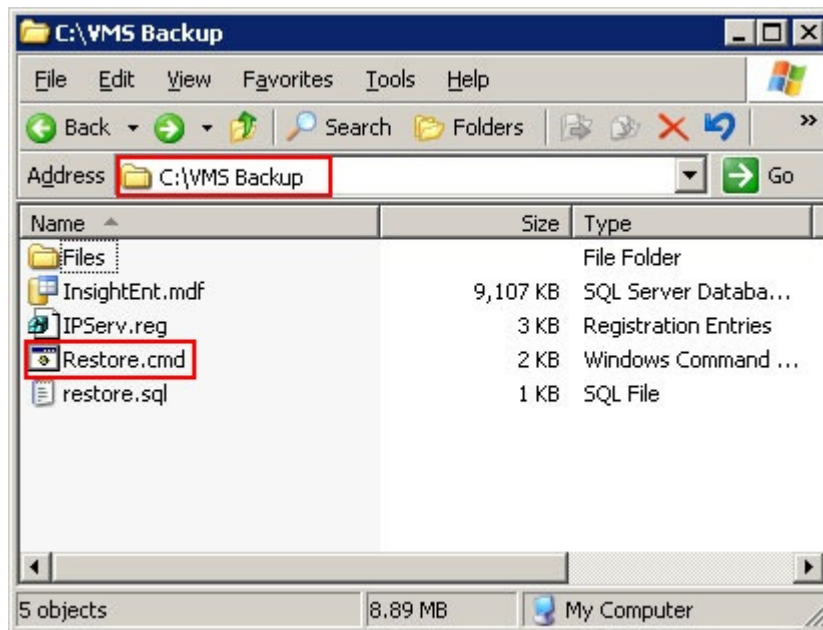 C:\VMS Backup
File Edit View Favorites Tools Help
Back Search Folders »
Address C:\VMS Backup Go
Name Size Type
Files File Folder
InsightEnt.mdf 9,107 KB SQL Server Databa...
IPServ.reg 3 KB Registration Entries
Restore.cmd 2 KB Windows Command ...
restore.sql 1 KB SQL File
5 objects 8.89 MB My Computer